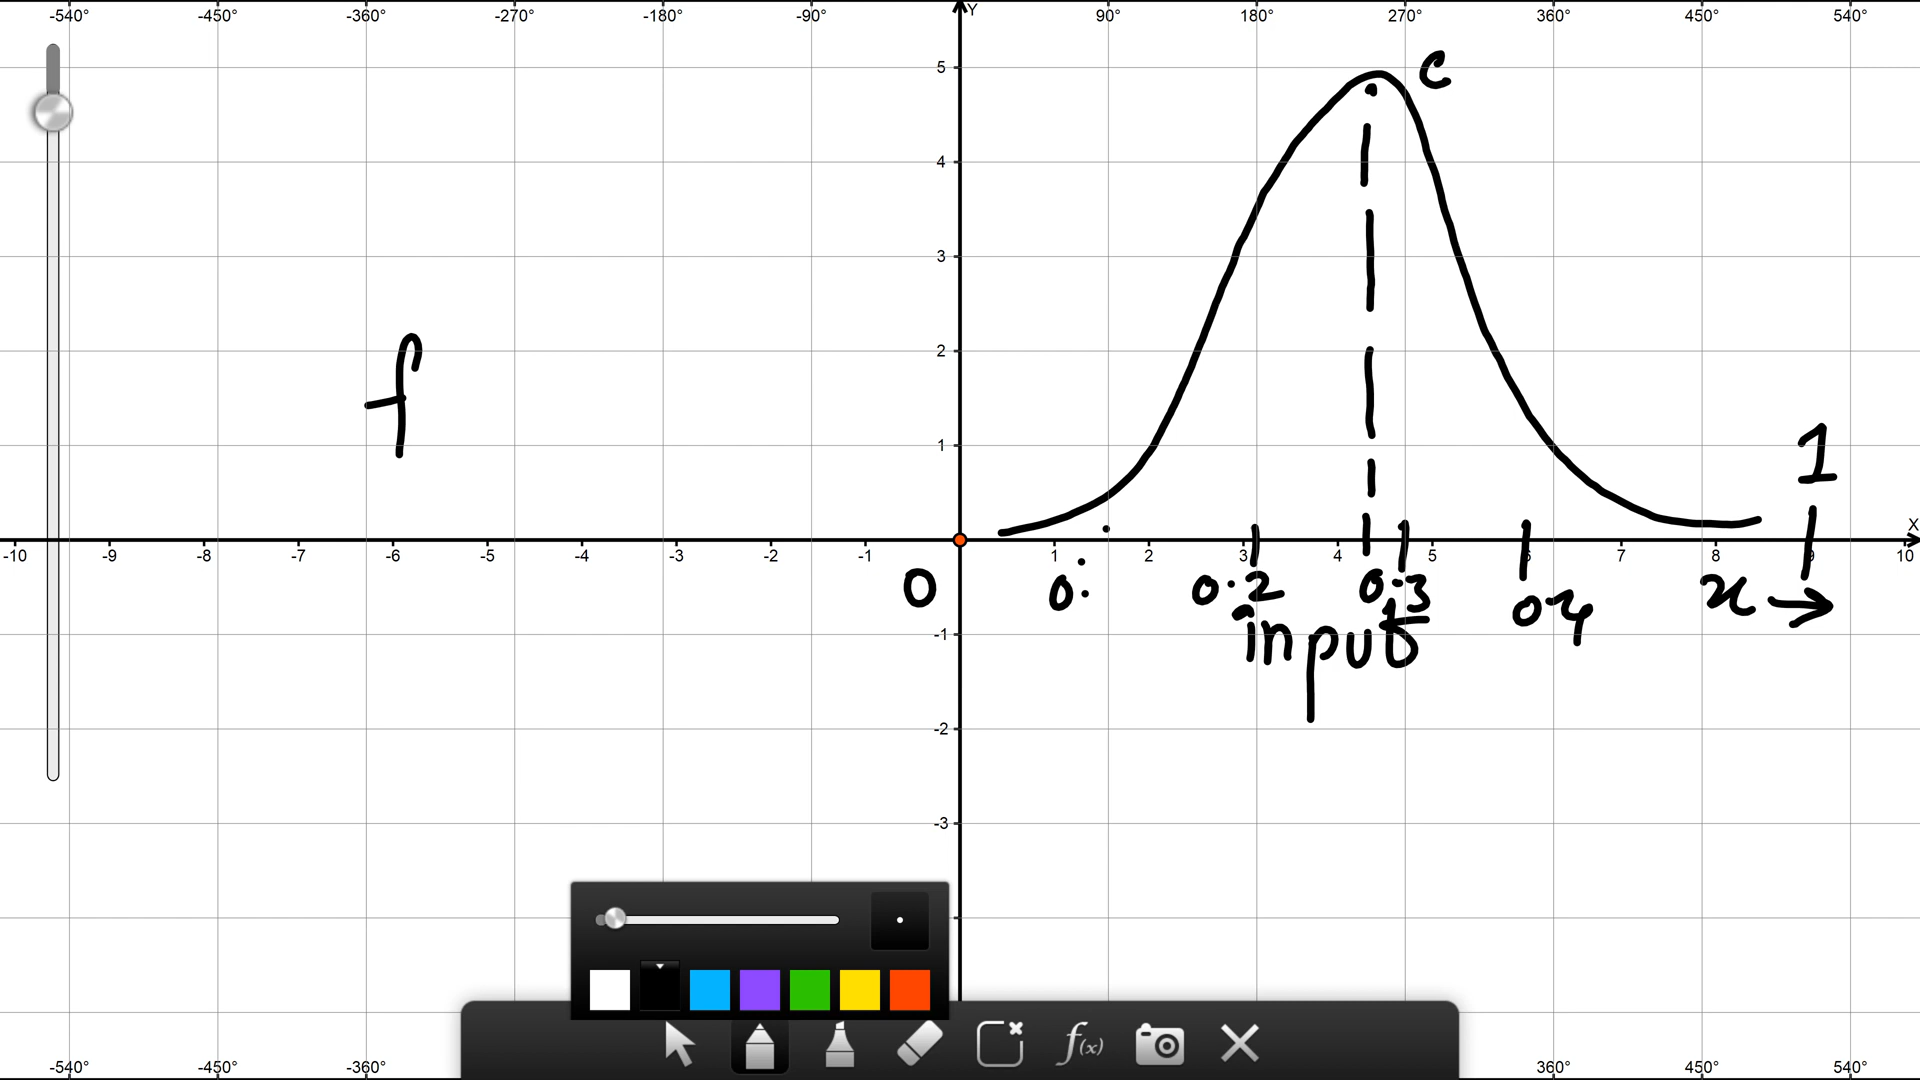 -540° -450° -360° -270° -180° -90° Y 90° 180° 270° 360° 450° 540°
5 C
4
3
f 2
1 1
X
-10 -9 -8 -7 -6 -5 -4 -3 -2 -1 1 2 3 4 5 6 7 8 9 10
0 0. 0.2 0.3 0.4 x →
-1 input
-2
-3
f(x)
-540° -450° -360° 360° 450° 540°